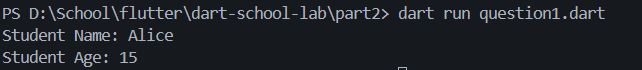 PS D:\School\flutter\dart-school-lab\part2> dart run question1.dart
Student Name: Alice
Student Age: 15